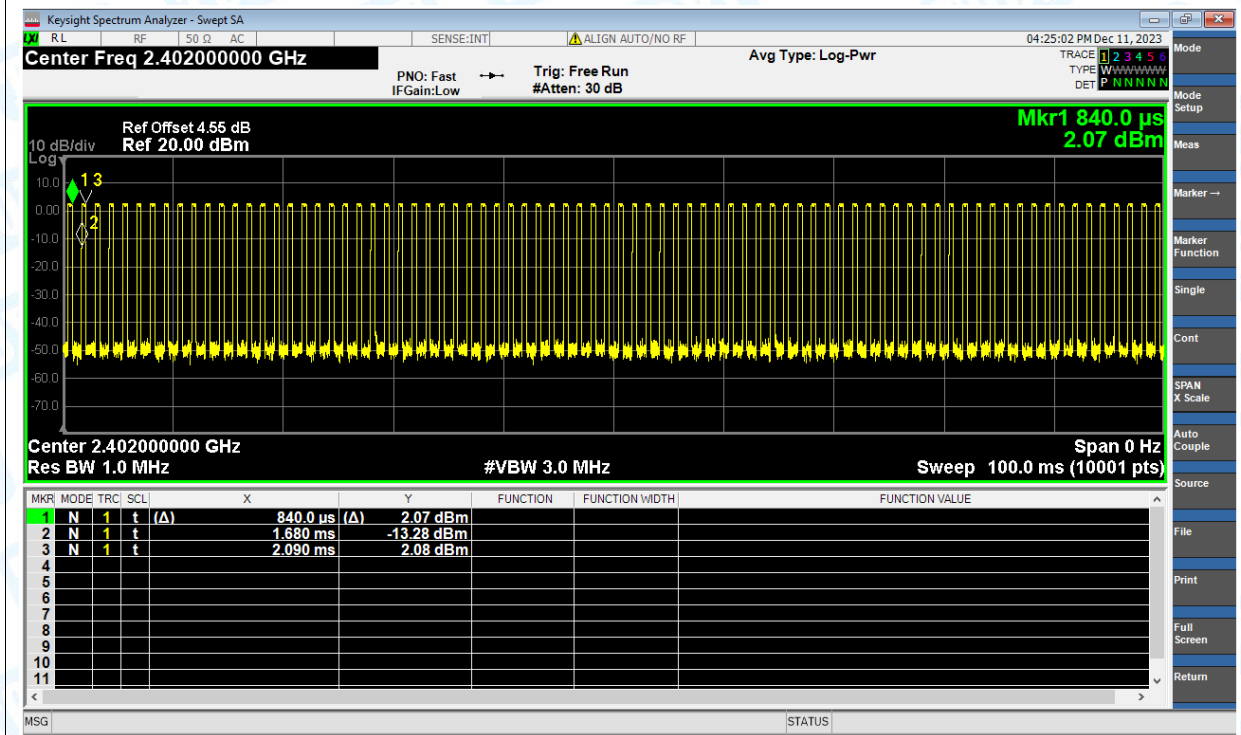 Keysight Spectrum Analyzer - Swept SA
LXI RL RF 50 Ω AC SENSE:INT ALIGN AUTO/NO RF 04:25:02 PM Dec 11, 2023
Center Freq 2.402000000 GHz Avg Type: Log-Pwr TRACE 1 2 3 4 5 6
PNO: Fast Trig: Free Run TYPE WWWWWW
IFGain:Low #Atten: 30 dB DET P N N N N N
Mkr1 840.0 µs
Ref Offset 4.55 dB
10 dB/div Ref 20.00 dBm 2.07 dBm
Log
10.0
0.00
-10.0
-20.0
-30.0
-40.0
-50.0
-60.0
-70.0
1 3
2
Center 2.402000000 GHz Span 0 Hz
Res BW 1.0 MHz #VBW 3.0 MHz Sweep 100.0 ms (10001 pts)
MKR MODE TRC SCL X Y FUNCTION FUNCTION WIDTH FUNCTION VALUE
1 N 1 t (Δ) 840.0 µs (Δ) 2.07 dBm
2 N 1 t 1.680 ms -13.28 dBm
3 N 1 t 2.090 ms 2.08 dBm
4
5
6
7
8
9
10
11
MSG STATUS
Mode
Mode
Setup
Meas
Marker →
Marker
Function
Single
Cont
SPAN
X Scale
Auto
Couple
Source
File
Print
Full
Screen
Return